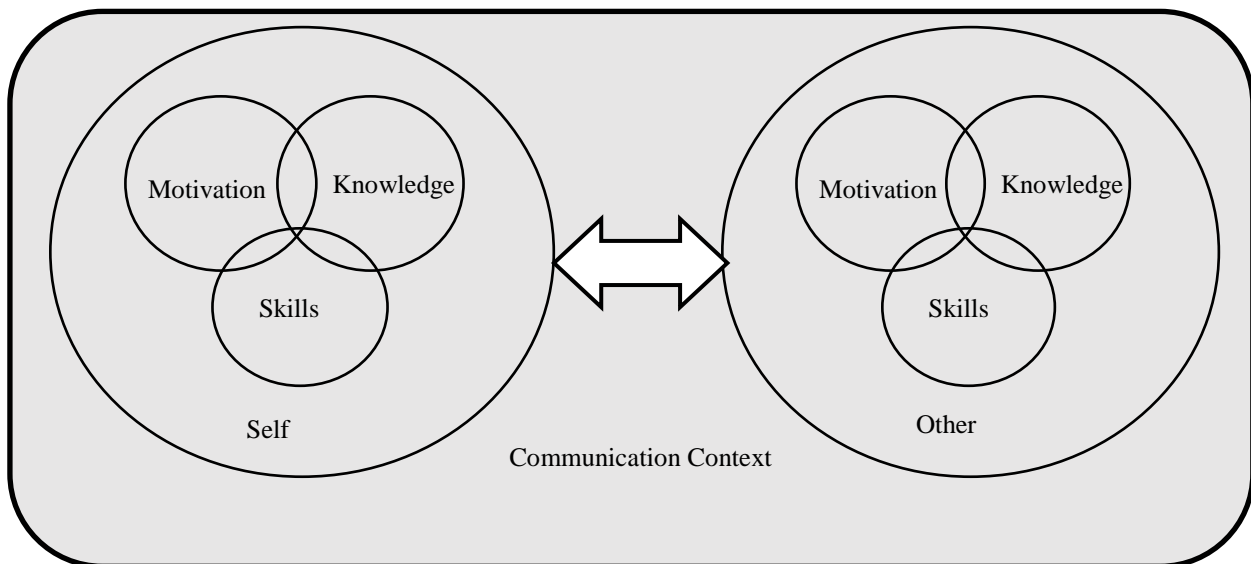 Motivation
Knowledge
Skills
Self
Motivation
Knowledge
Skills
Other
Communication Context